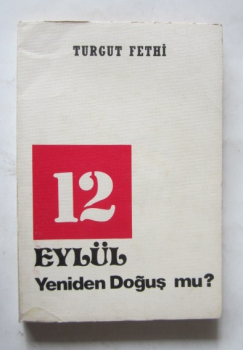 TURGUT FETHİ
12
EYLÜL
Yeniden Doğuş mu?